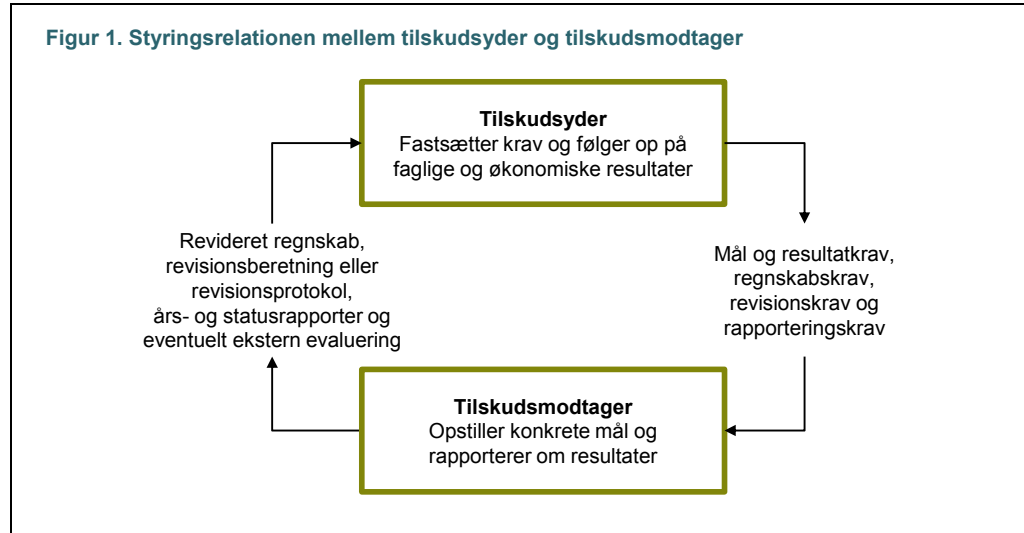 Figur 1. Styringsrelationen mellem tilskudsyder og tilskudsmodtager
Tilskudsyder
Fastsætter krav og følger op på
faglige og økonomiske resultater
Revideret regnskab,
revisionsberetning eller
revisionsprotokol,
års- og statusrapporter og
eventuelt ekstern evaluering
Mål og resultatkrav,
regnskabskrav,
revisionskrav og
rapporteringskrav
Tilskudsmodtager
Opstiller konkrete mål og
rapporterer om resultater